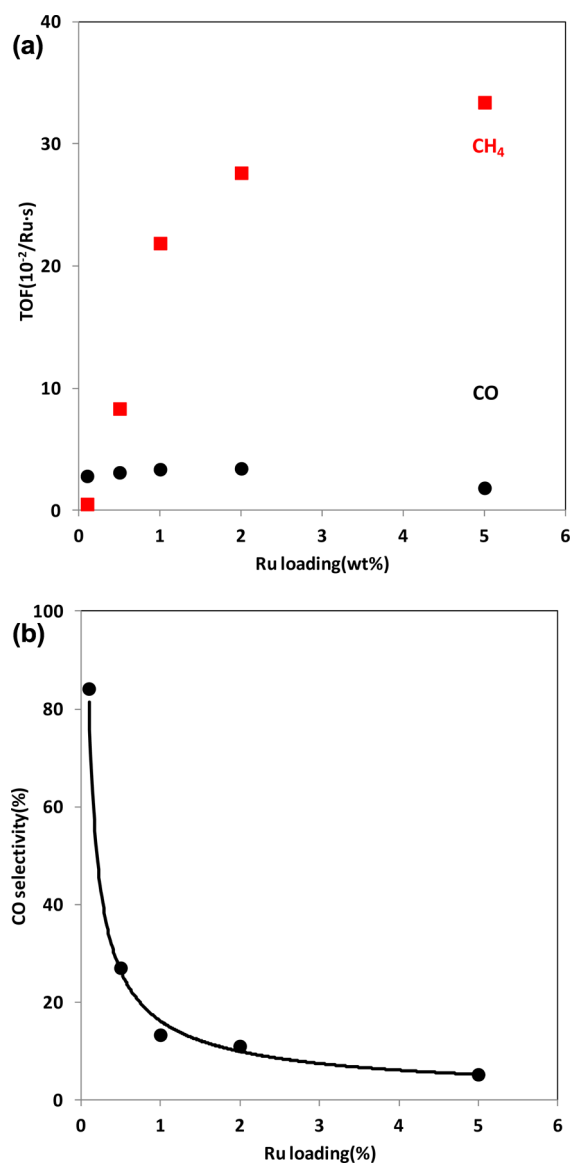 (a)
40
30
20
10
0
TOF(10⁻²/Ru·s)
CH₄
CO
0 1 2 3 4 5 6
Ru loading(wt%)
(b)
100
80
60
40
20
0
CO selectivity(%)
0 1 2 3 4 5 6
Ru loading(%)